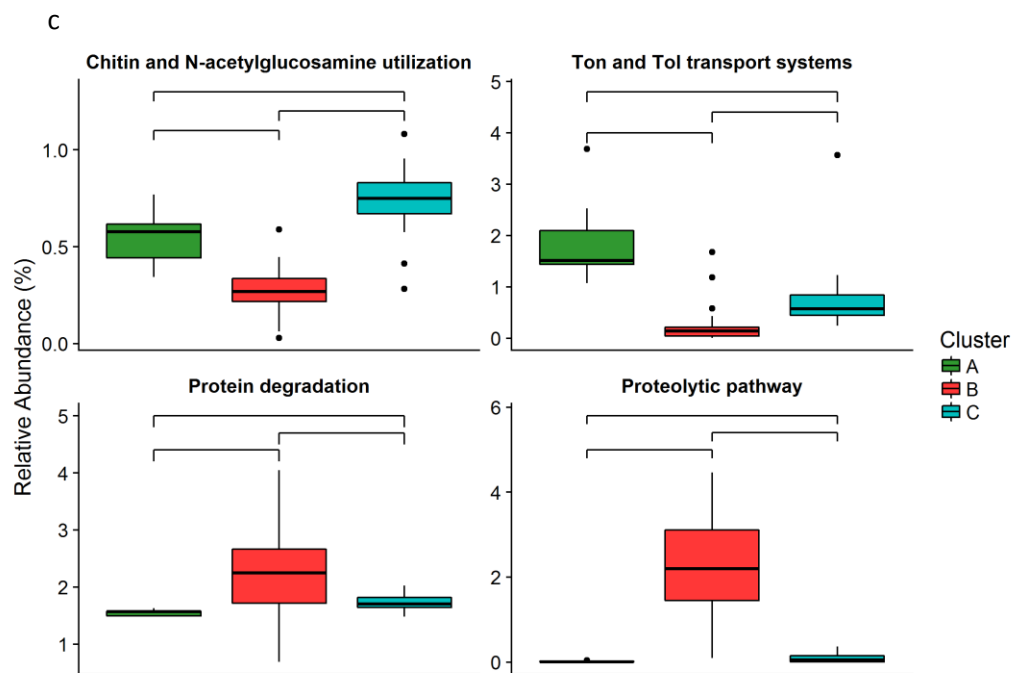 c
Chitin and N-acetylglucosamine utilization
Ton and Tol transport systems
1.0
0.5
0.0
5
4
3
2
1
0
Protein degradation
Proteolytic pathway
5
4
3
2
1
6
4
2
0
Relative Abundance (%)
Cluster
A
B
C